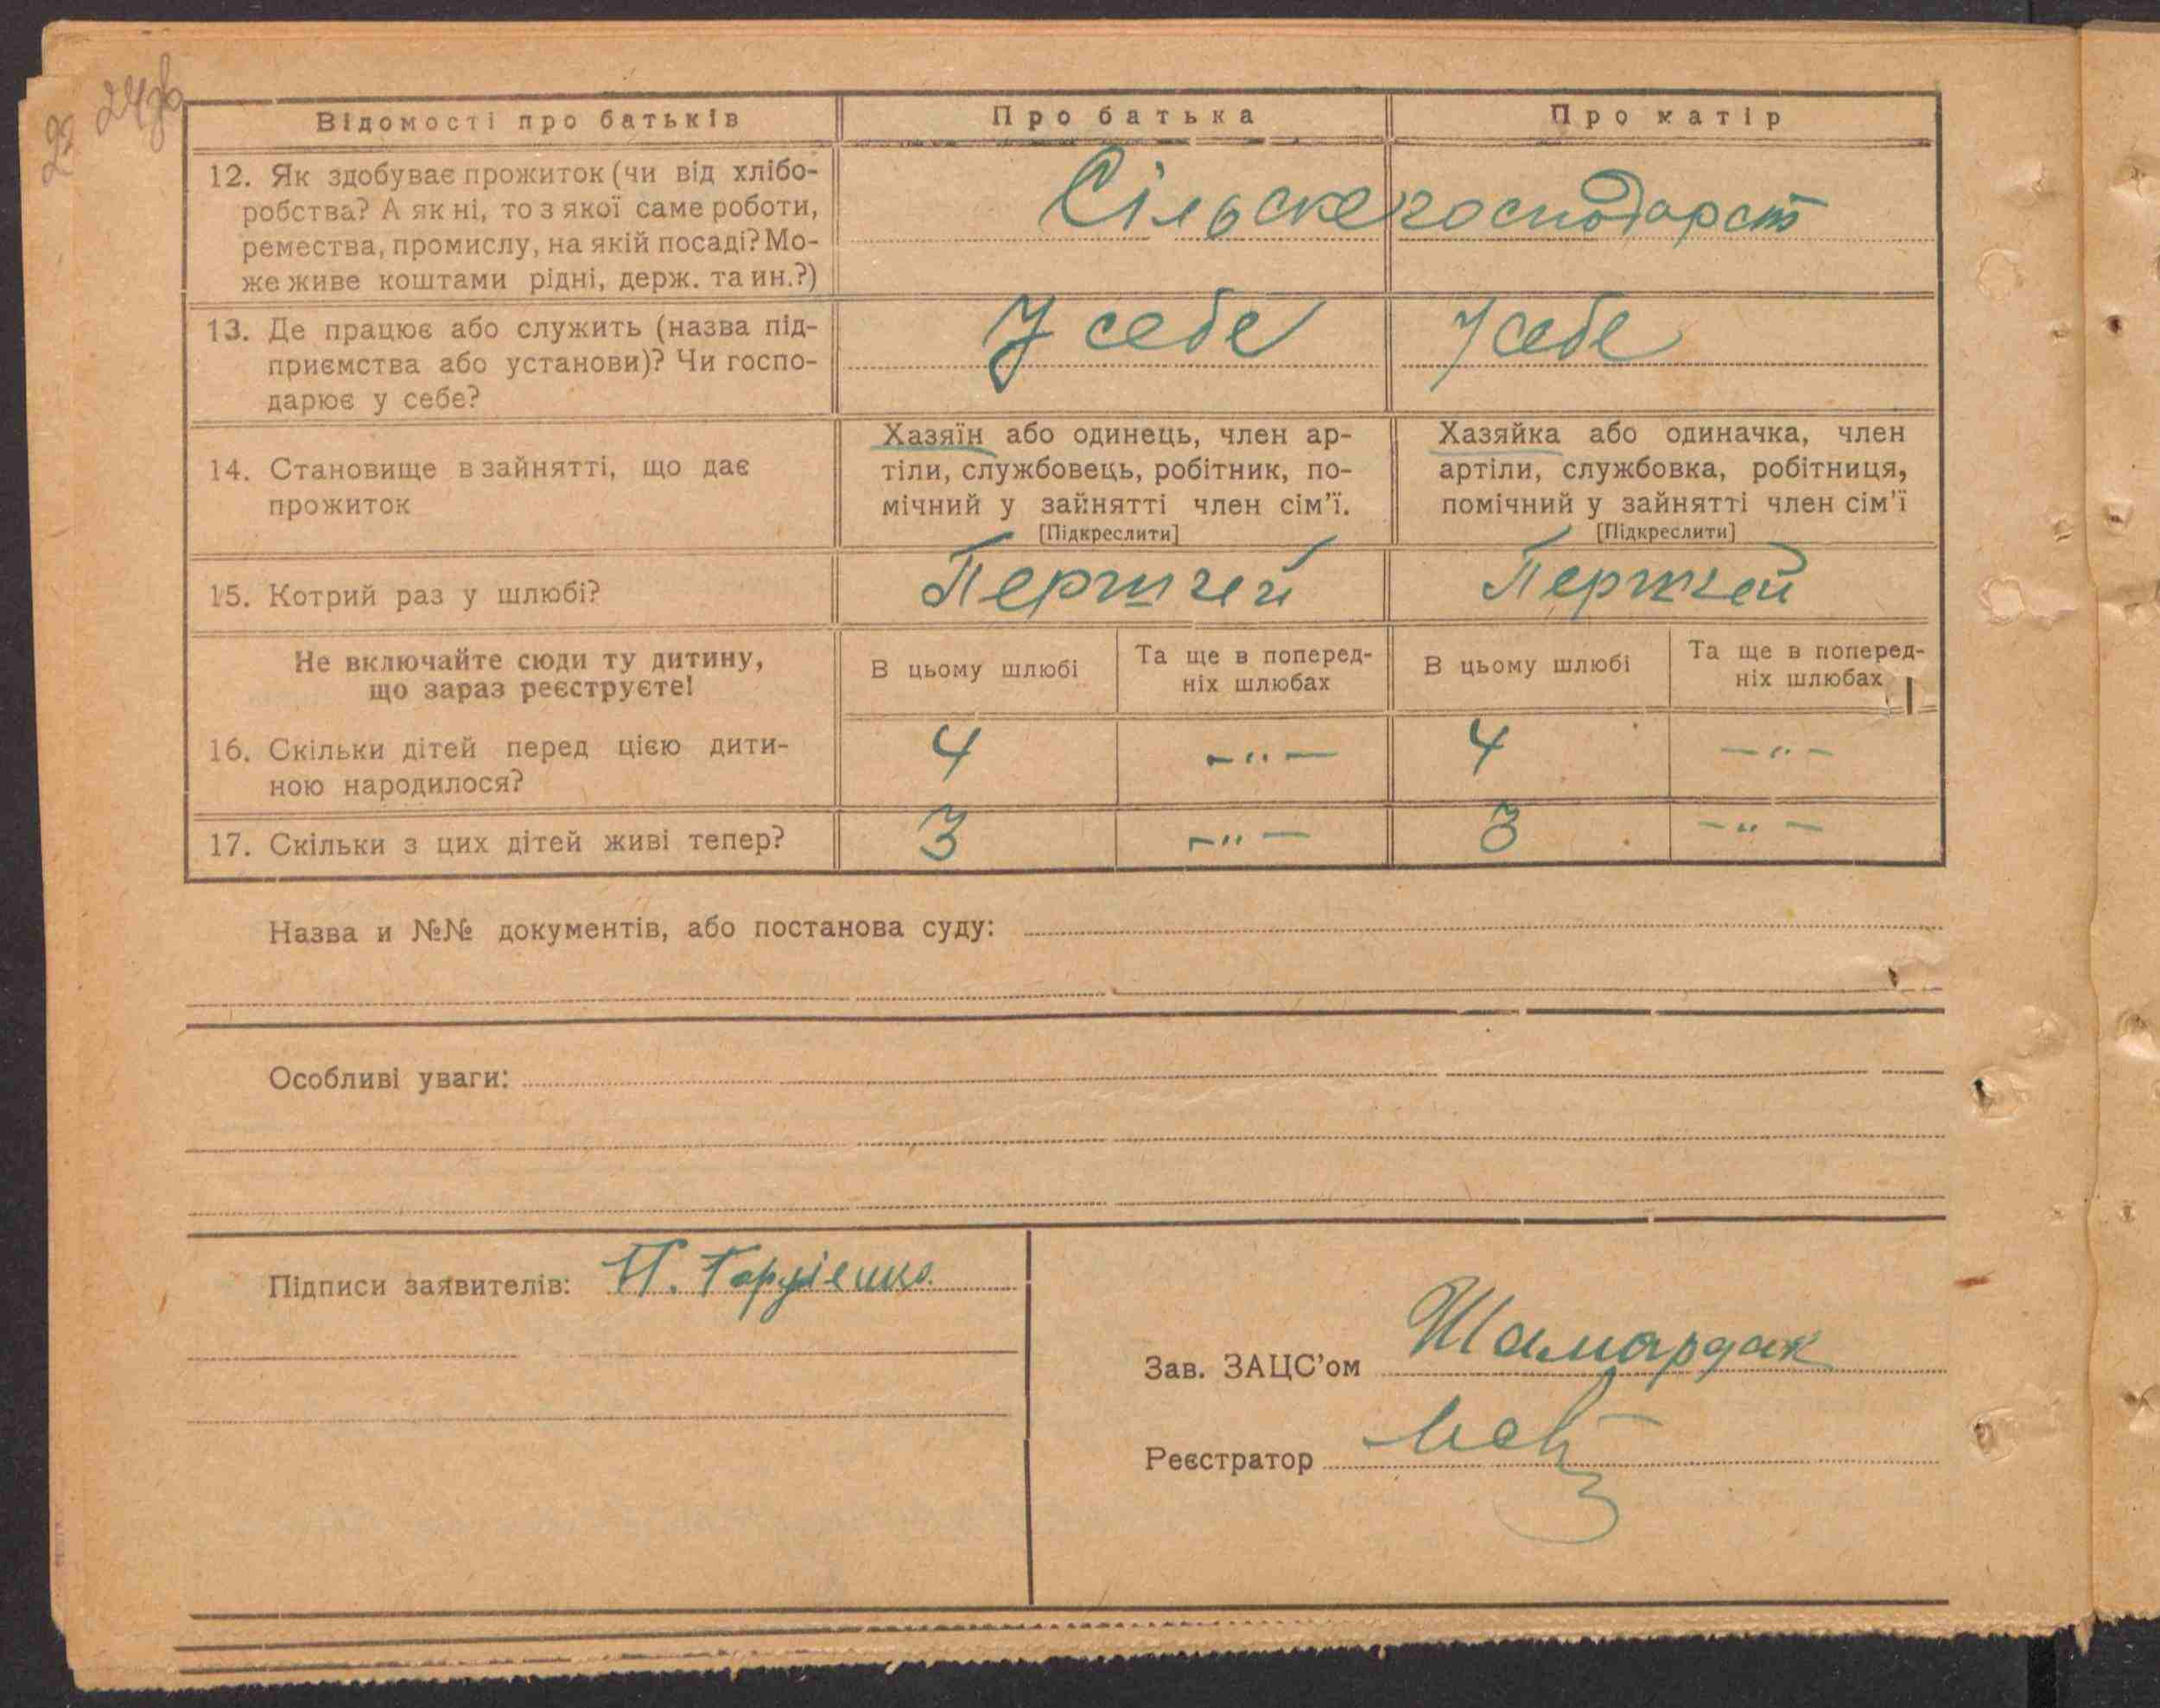 24зв
Відомості про батьків
Про батька
Про матір
12. Як здобуває прожиток (чи від хлібо-
робства? А як ні, то з якої саме роботи,
ремества, промислу, на якій посаді? Мо-
же живе коштами рідні, держ. та ин.?)
Сільске господарст
13. Де працює або служить (назва під-
приємства або установи)? Чи госпо-
дарює у себе?
У себе
У себе
14. Становище в зайнятті, що дає
прожиток
Хазяїн або одинець, член ар-
тіли, службовець, робітник, по-
мічний у зайнятті член сім'ї.
[Підкреслити]
Хазяйка або одиначка, член
артіли, службовка, робітниця,
помічний у зайнятті член сім'ї
[Підкреслити]
15. Котрий раз у шлюбі?
Першей
Першей
Не включайте сюди ту дитину,
що зараз реєструєте!
В цьому шлюбі
Та ще в поперед-
ніх шлюбах
В цьому шлюбі
Та ще в поперед-
ніх шлюбах
16. Скільки дітей перед цією дити-
ною народилося?
4
— " —
4
— " —
17. Скільки з цих дітей живі тепер?
3
— " —
3
— " —
Назва и №№ документів, або постанова суду:
Особливі уваги:
Підписи заявителів:
Зав. ЗАЦС'ом Шамардак
Реєстратор